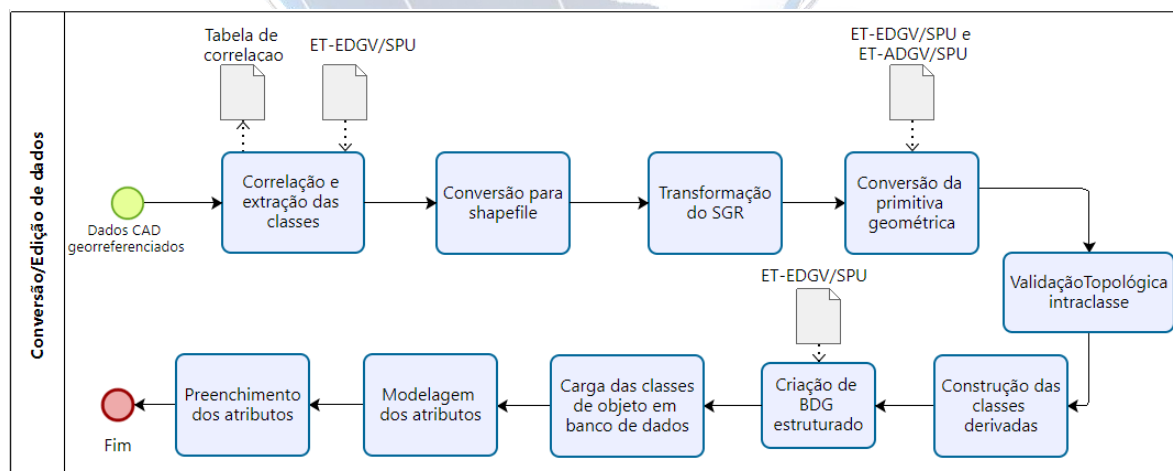 Tabela de
correlacao
ET-EDGV/SPU
ET-EDGV/SPU e
ET-ADGV/SPU
Conversão/Edição de dados
Dados CAD
georreferenciados
Correlação e
extração das
classes
Conversão para
shapefile
Transformação
do SGR
Conversão da
primitiva
geométrica
ValidaçãoTopológica
intraclasse
ET-EDGV/SPU
Construção das
classes
derivadas
Criação de
BDG
estruturado
Carga das classes
de objeto em
banco de dados
Modelagem
dos atributos
Preenchimento
dos atributos
Fim